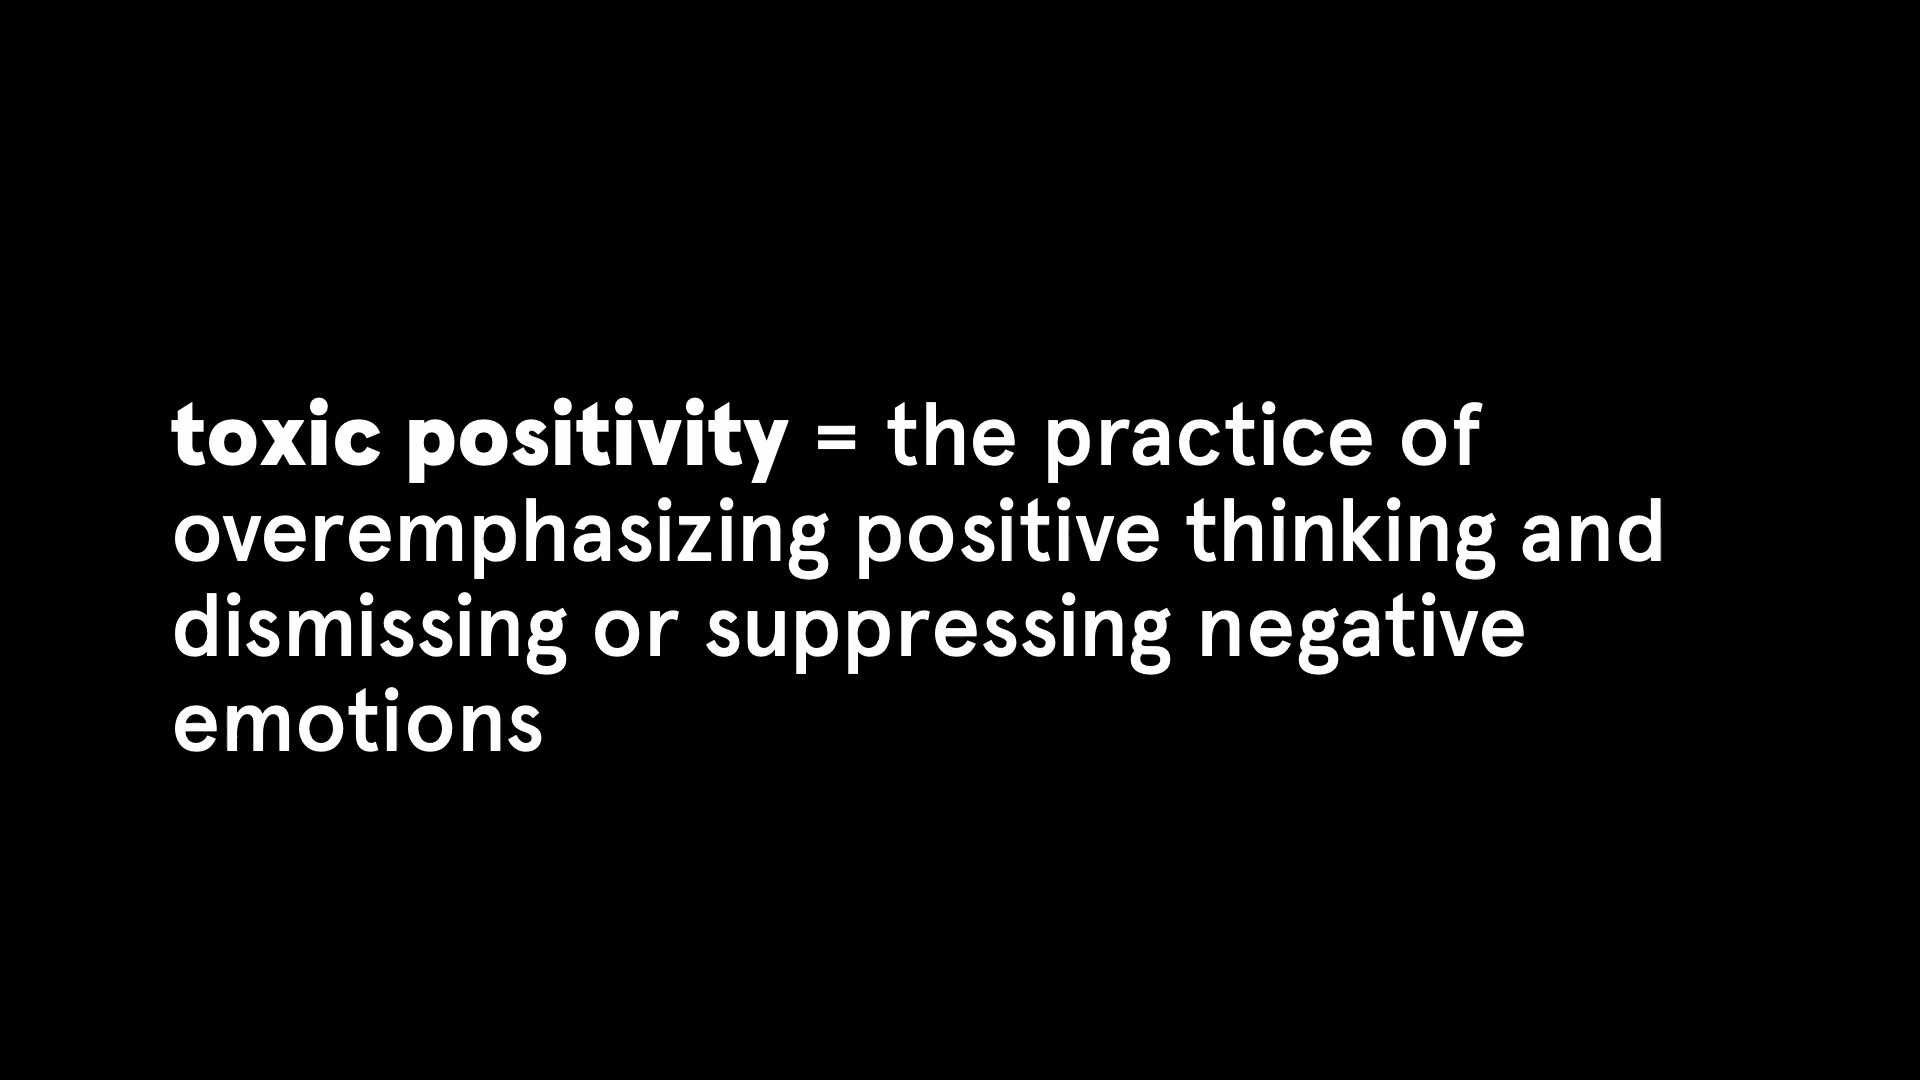 toxic positivity = the practice of
overemphasizing positive thinking and
dismissing or suppressing negative
emotions